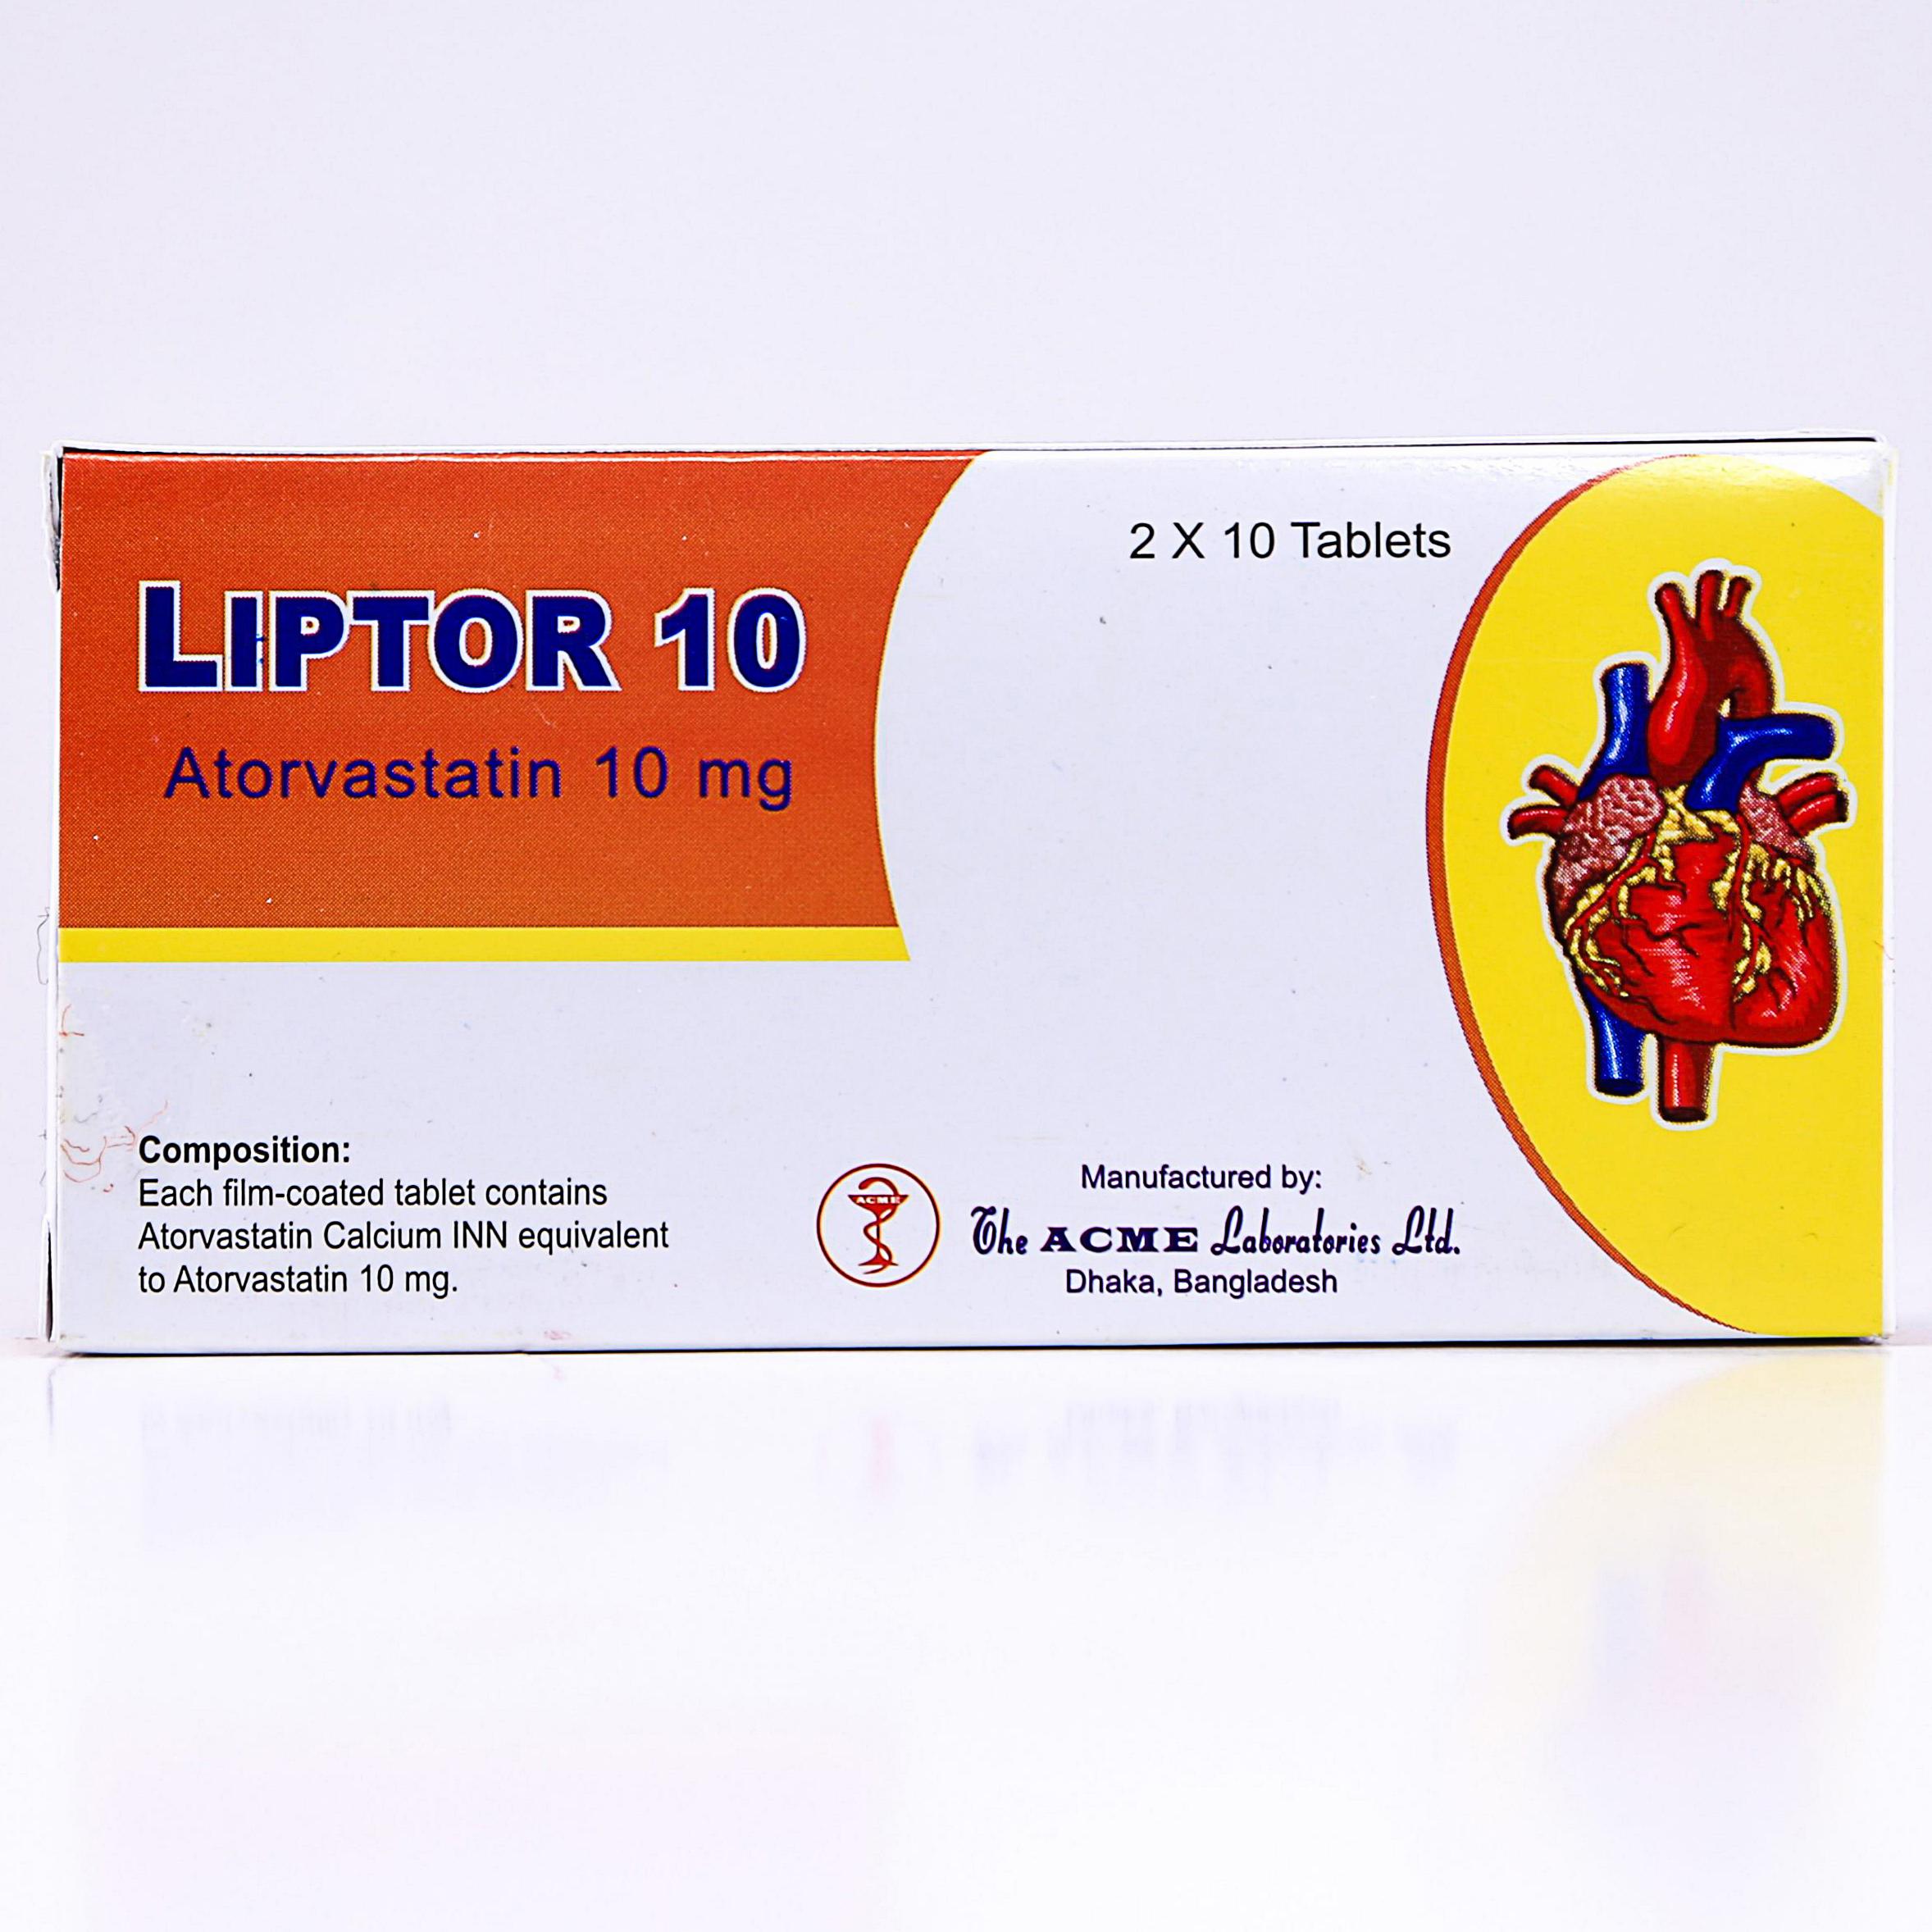 LIPTOR 10
Atorvastatin 10 mg
2 X 10 Tablets
Composition:
Each film-coated tablet contains
Atorvastatin Calcium INN equivalent
to Atorvastatin 10 mg.
ACME
Manufactured by:
The ACME Laboratories Ltd.
Dhaka, Bangladesh